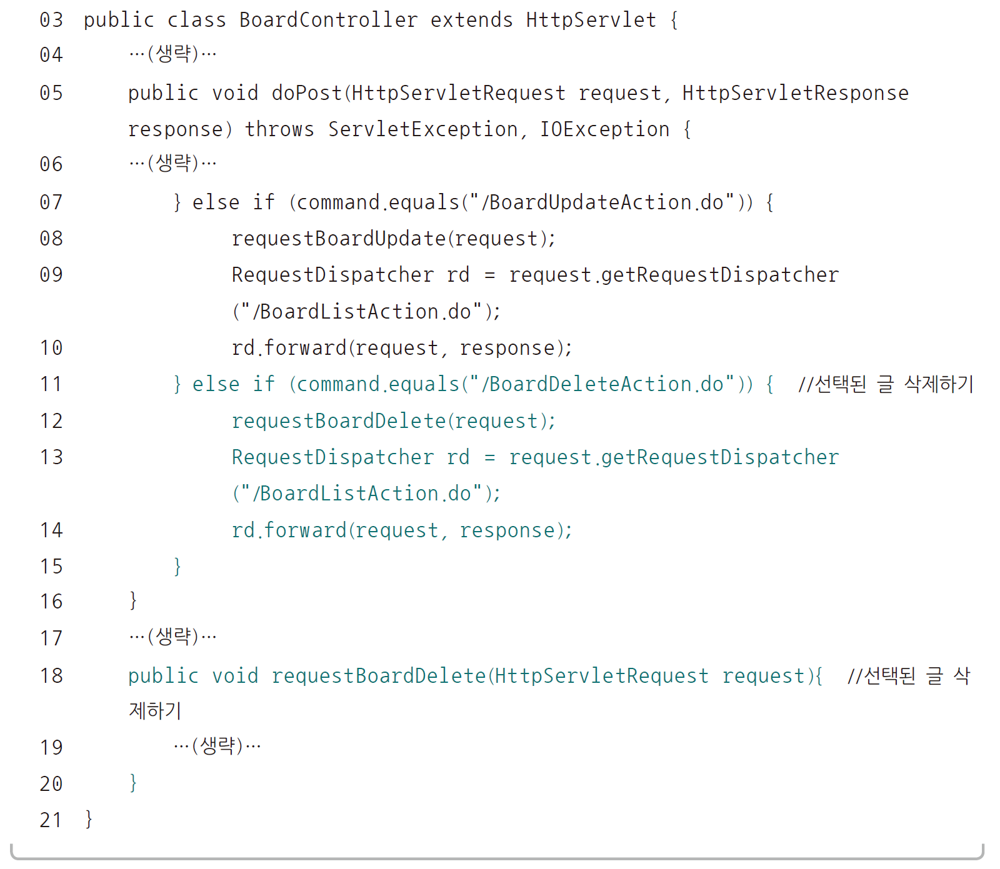 03 public class BoardController extends HttpServlet {
04 …(생략)…
05 public void doPost(HttpServletRequest request, HttpServletResponse
response) throws ServletException, IOException {
06 …(생략)…
07 } else if (command.equals("/BoardUpdateAction.do")) {
08 requestBoardUpdate(request);
09 RequestDispatcher rd = request.getRequestDispatcher
("/BoardListAction.do");
10 rd.forward(request, response);
11 } else if (command.equals("/BoardDeleteAction.do")) { //선택된 글 삭제하기
12 requestBoardDelete(request);
13 RequestDispatcher rd = request.getRequestDispatcher
("/BoardListAction.do");
14 rd.forward(request, response);
15 }
16 }
17 …(생략)…
18 public void requestBoardDelete(HttpServletRequest request){ //선택된 글 삭
제하기
19 …(생략)…
20 }
21 }